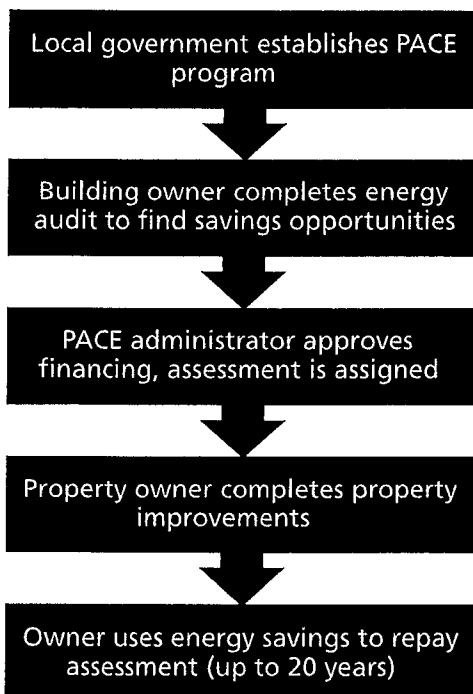 Local government establishes PACE
program
Building owner completes energy
audit to find savings opportunities
PACE administrator approves
financing, assessment is assigned
Property owner completes property
improvements
Owner uses energy savings to repay
assessment (up to 20 years)